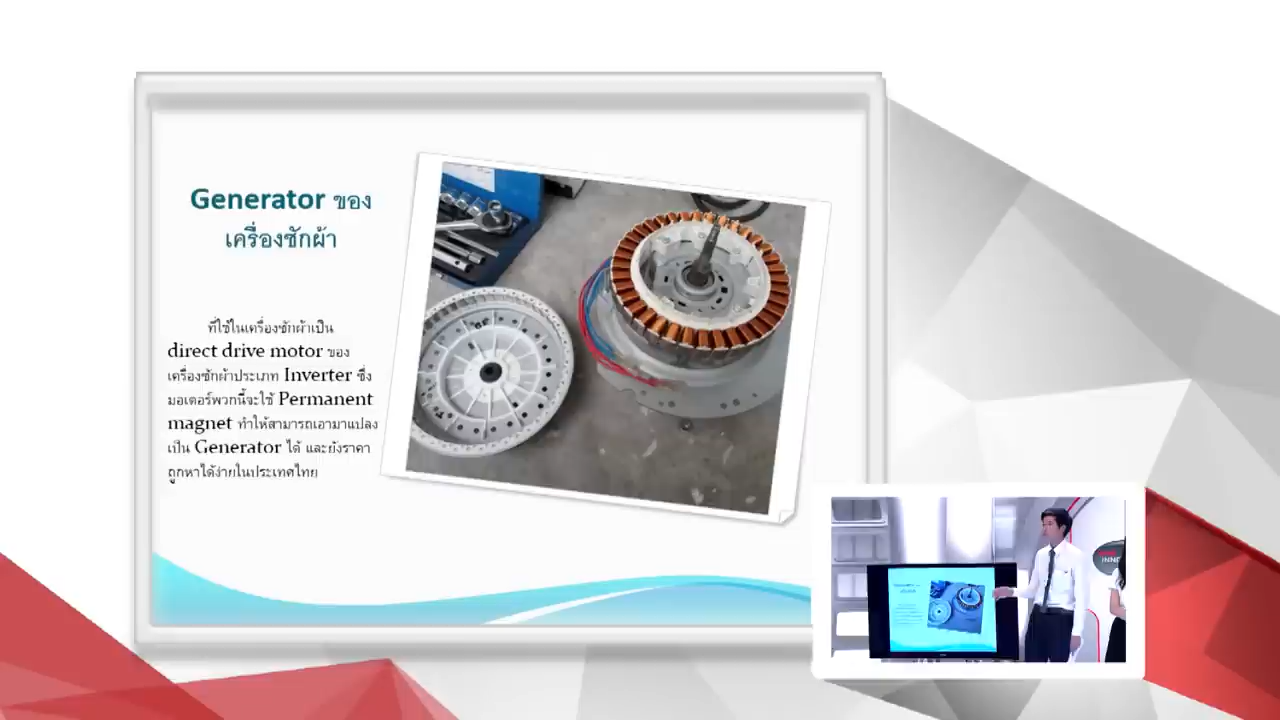 Generator ของ
เครื่องซักผ้า
ที่ใช้ในเครื่องซักผ้าเป็น
direct drive motor ของ
เครื่องซักผ้าประเภท Inverter ซึ่ง
มอเตอร์พวกนี้จะใช้ Permanent
magnet ทำให้สามารถเอามาแปลง
เป็น Generator ได้ และยังราคา
ถูกหาได้ง่ายในประเทศไทย